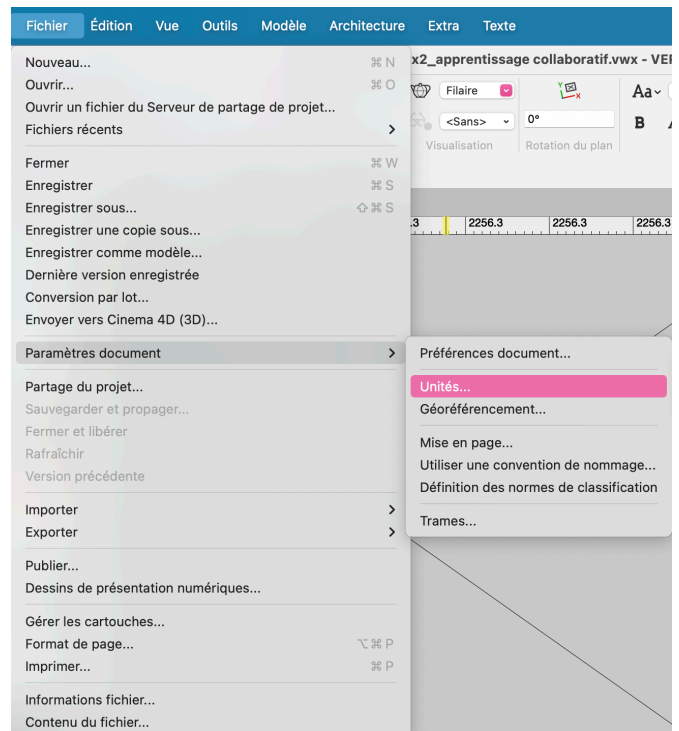 Fichier Édition Vue Outils Modèle Architecture Extra Texte
x2_apprentissage collaboratif.vwx - VE
Nouveau... ⌘ N
Ouvrir... ⌘ O
Ouvrir un fichier du Serveur de partage de projet...
Fichiers récents >
Fermer ⌘ W
Enregistrer ⌘ S
Enregistrer sous... ⇧ ⌘ S
Enregistrer une copie sous...
Enregistrer comme modèle...
Dernière version enregistrée
Conversion par lot...
Envoyer vers Cinema 4D (3D)...
Paramètres document >
Partage du projet...
Sauvegarder et propager...
Fermer et libérer
Rafraîchir
Version précédente
Importer >
Exporter >
Publier...
Dessins de présentation numériques...
Gérer les cartouches...
Format de page... ⌥ ⌘ P
Imprimer... ⌘ P
Informations fichier...
Contenu du fichier...
Filaire Y X Aa
<Sans> 0° B
Visualisation Rotation du plan
.3 2256.3 2256.3 2256.3
Préférences document...
Unités...
Géoréférencement...
Mise en page...
Utiliser une convention de nommage...
Définition des normes de classification
Trames...